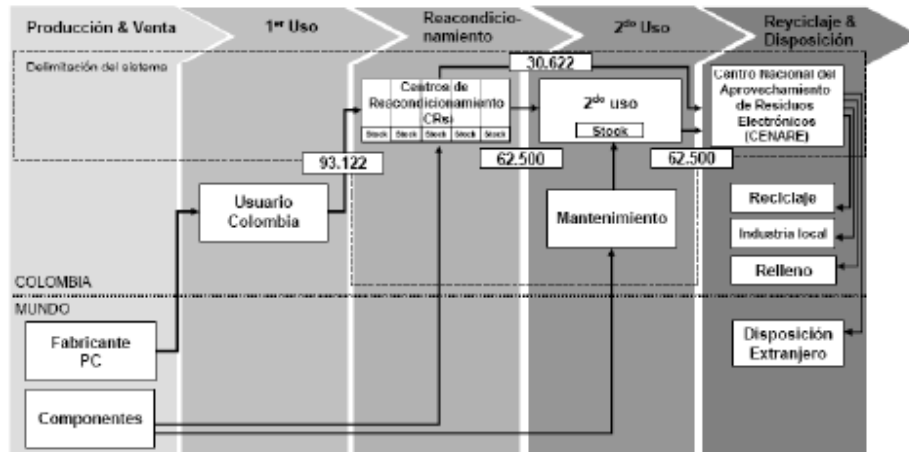 Producción & Venta
1er Uso
Reacondicio-
namiento
2do Uso
Reyciclaje &
Disposición
Delimitación del sistema
30.622
Centros de
Reacondicionamiento
CRs)
Stock Stock Stock Stock Stock
2do uso
Stock
Centro Nacional del
Aprovechamiento
de Residuos
Electrónicos
(CENARE)
93.122
62.500
62.500
Usuario
Colombia
Mantenimiento
Reciclaje
Industria local
Relleno
COLOMBIA
MUNDO
Fabricante
PC
Disposición
Extranjero
Componentes